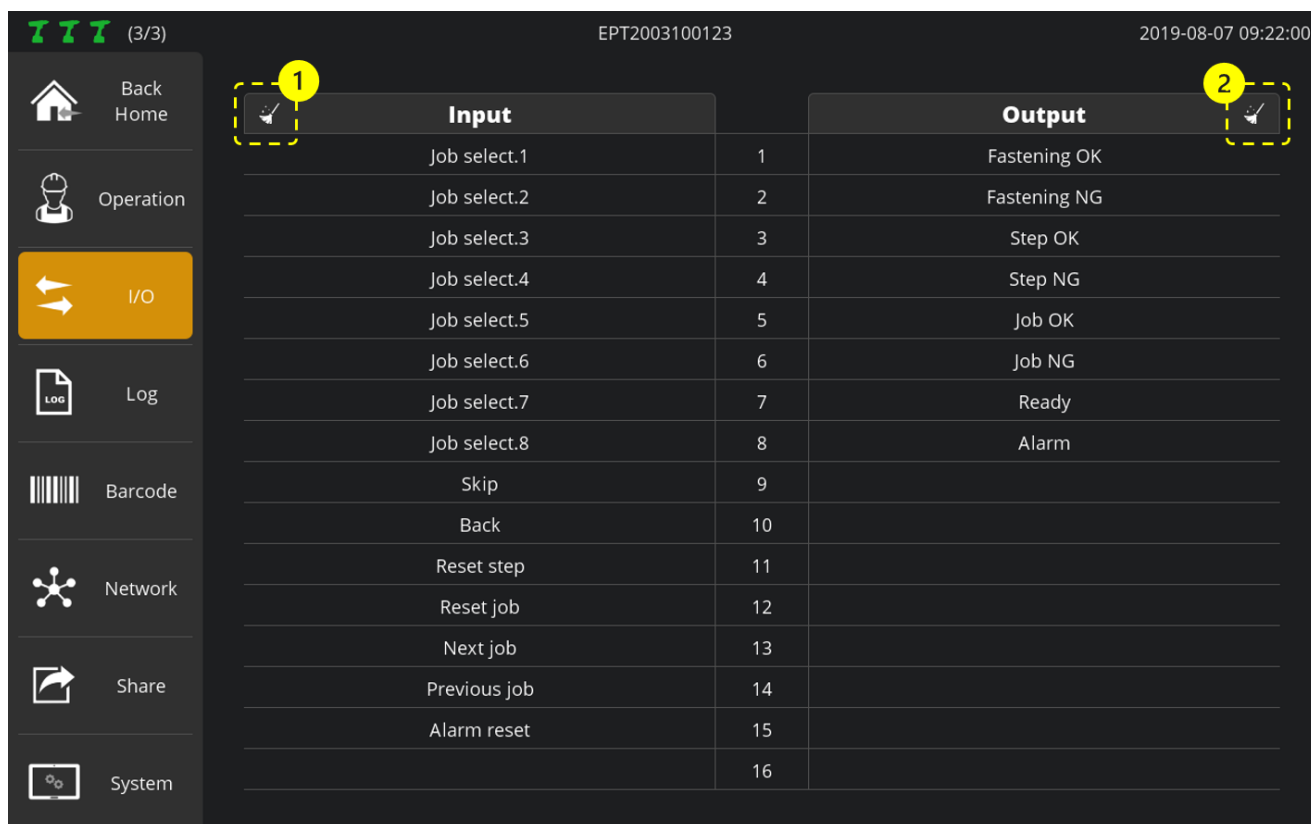 (3/3) EPT2003100123 2019-08-07 09:22:00
Back
Home
Operation
I/O
LOG
Log
Barcode
Network
Share
System
1 2
Input Output
Job select.1 1 Fastening OK
Job select.2 2 Fastening NG
Job select.3 3 Step OK
Job select.4 4 Step NG
Job select.5 5 Job OK
Job select.6 6 Job NG
Job select.7 7 Ready
Job select.8 8 Alarm
Skip 9
Back 10
Reset step 11
Reset job 12
Next job 13
Previous job 14
Alarm reset 15
16